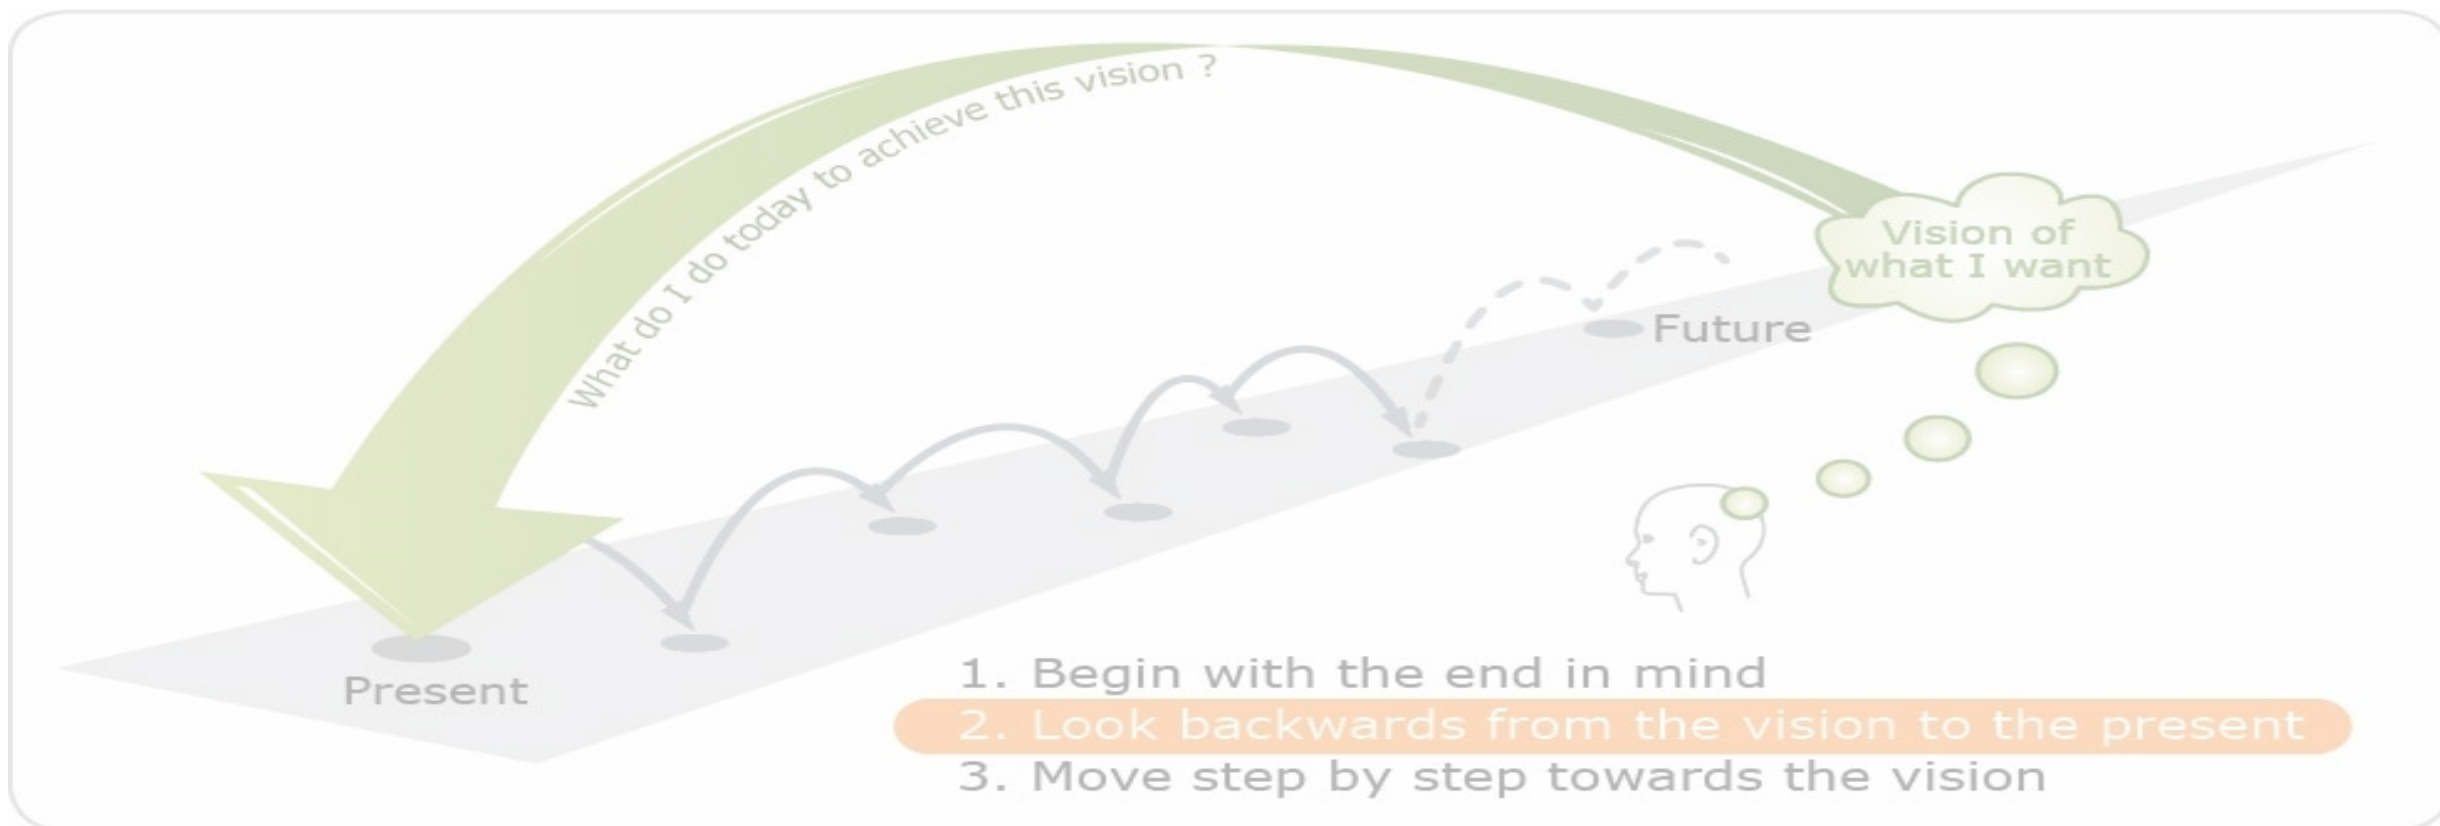 What do I do today to achieve this vision ?
Vision of
what I want
Future
Present
1. Begin with the end in mind
2. Look backwards from the vision to the present
3. Move step by step towards the vision